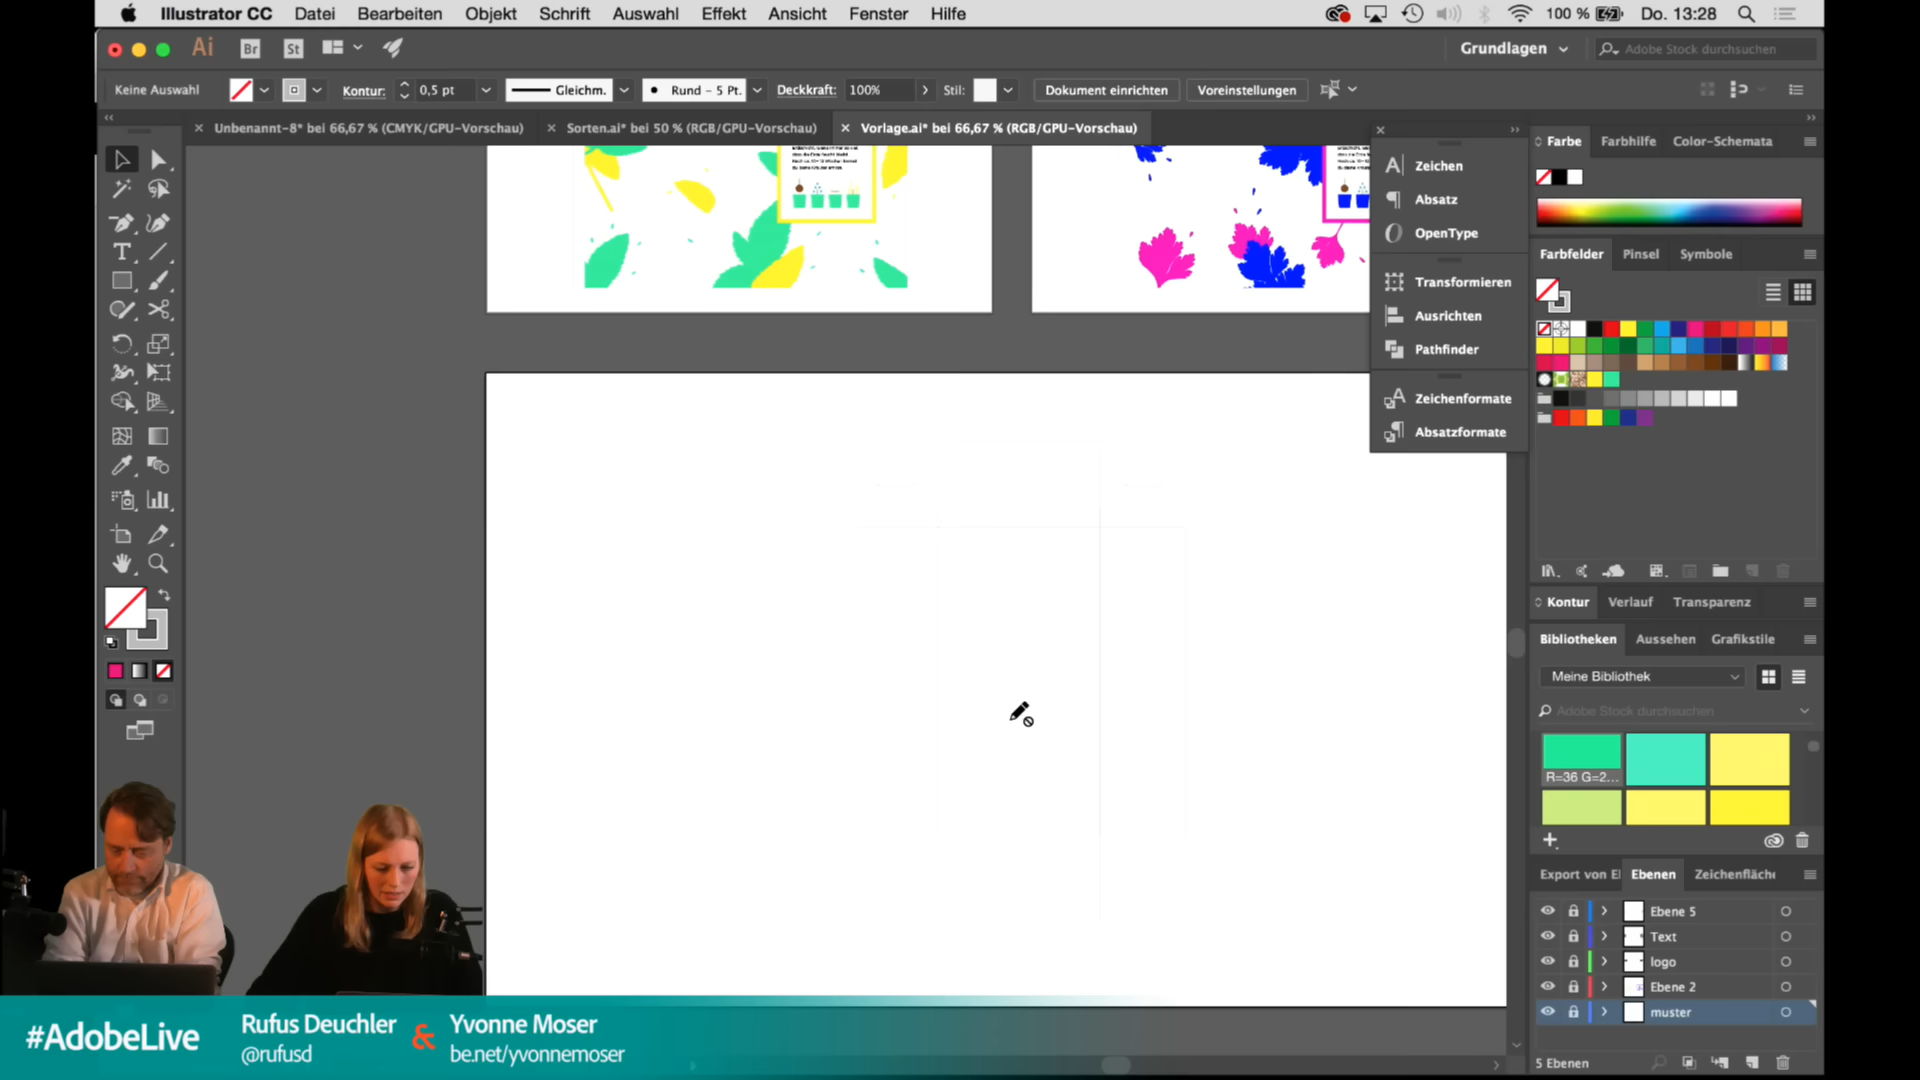 Illustrator CC Datei Bearbeiten Objekt Schrift Auswahl Effekt Ansicht Fenster Hilfe 100 % Do. 13:28
Ai Br St Grundlagen Adobe Stock durchsuchen
Keine Auswahl Kontur: 0,5 pt Gleichm. Rund - 5 Pt. Deckkraft: 100% Stil: Dokument einrichten Voreinstellungen
Unbenannt-8* bei 66,67 % (CMYK/GPU-Vorschau) Sorten.ai* bei 50 % (RGB/GPU-Vorschau) Vorlage.ai* bei 66,67 % (RGB/GPU-Vorschau)
Zeichen
Absatz
OpenType
Transformieren
Ausrichten
Pathfinder
Zeichenformate
Absatzformate
Farbe Farbhilfe Color-Schemata
Farbfelder Pinsel Symbole
Kontur Verlauf Transparenz
Bibliotheken Aussehen Grafikstile
Meine Bibliothek
Adobe Stock durchsuchen
R=36 G=2...
Export von El Ebenen Zeichenfläche
Ebene 5
Text
logo
Ebene 2
muster
5 Ebenen
#AdobeLive
Rufus Deuchler
@rufusd
&
Yvonne Moser
be.net/yvonnemoser